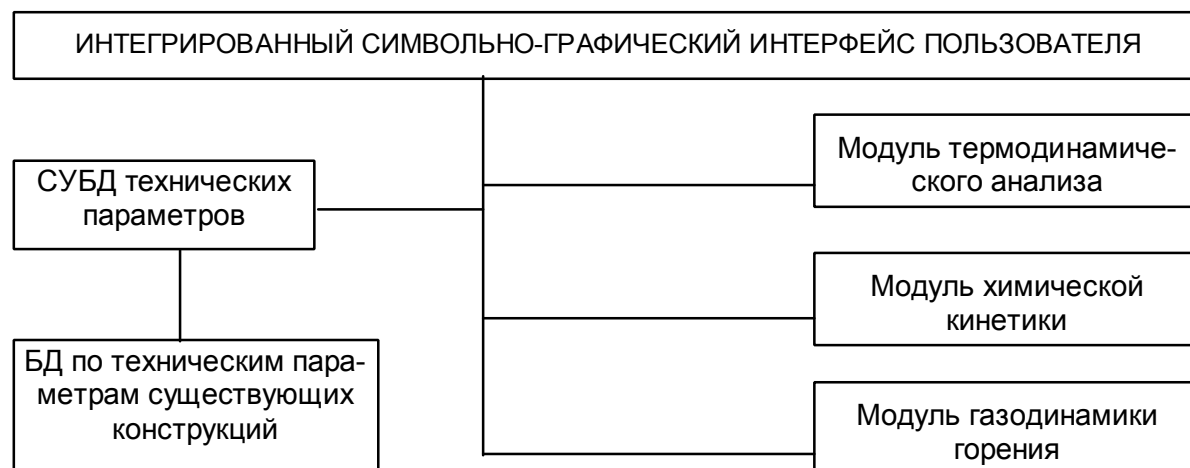 ИНТЕГРИРОВАННЫЙ СИМВОЛЬНО-ГРАФИЧЕСКИЙ ИНТЕРФЕЙС ПОЛЬЗОВАТЕЛЯ
СУБД технических
параметров
БД по техническим пара-
метрам существующих
конструкций
Модуль термодинамиче-
ского анализа
Модуль химической
кинетики
Модуль газодинамики
горения